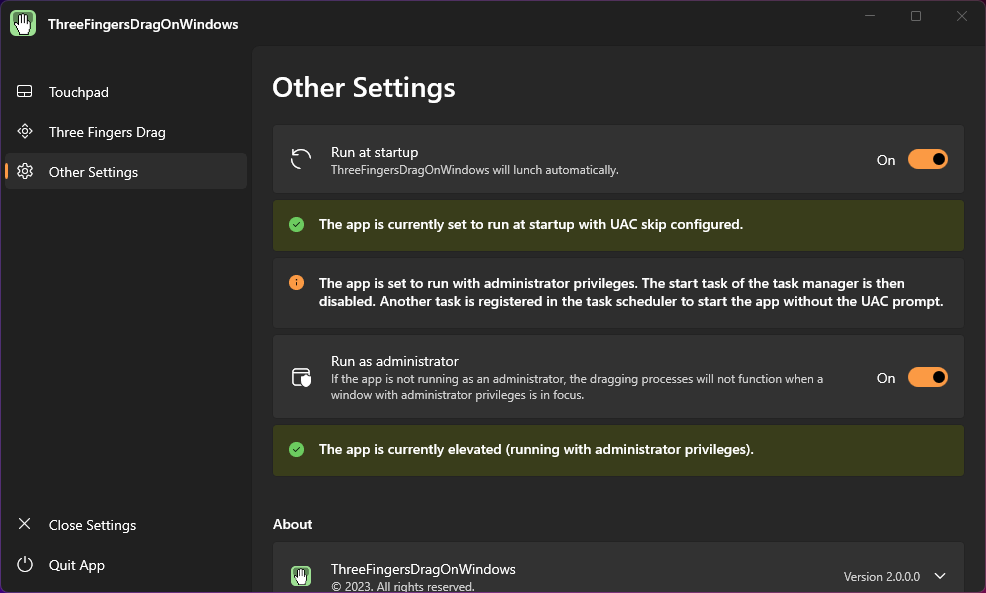 ThreeFingersDragOnWindows
Touchpad
Three Fingers Drag
Other Settings
Close Settings
Quit App
Other Settings
Run at startup
ThreeFingersDragOnWindows will lunch automatically.
On
The app is currently set to run at startup with UAC skip configured.
The app is set to run with administrator privileges. The start task of the task manager is then
disabled. Another task is registered in the task scheduler to start the app without the UAC prompt.
Run as administrator
If the app is not running as an administrator, the dragging processes will not function when a
window with administrator privileges is in focus.
On
The app is currently elevated (running with administrator privileges).
About
ThreeFingersDragOnWindows
© 2023. All rights reserved.
Version 2.0.0.0